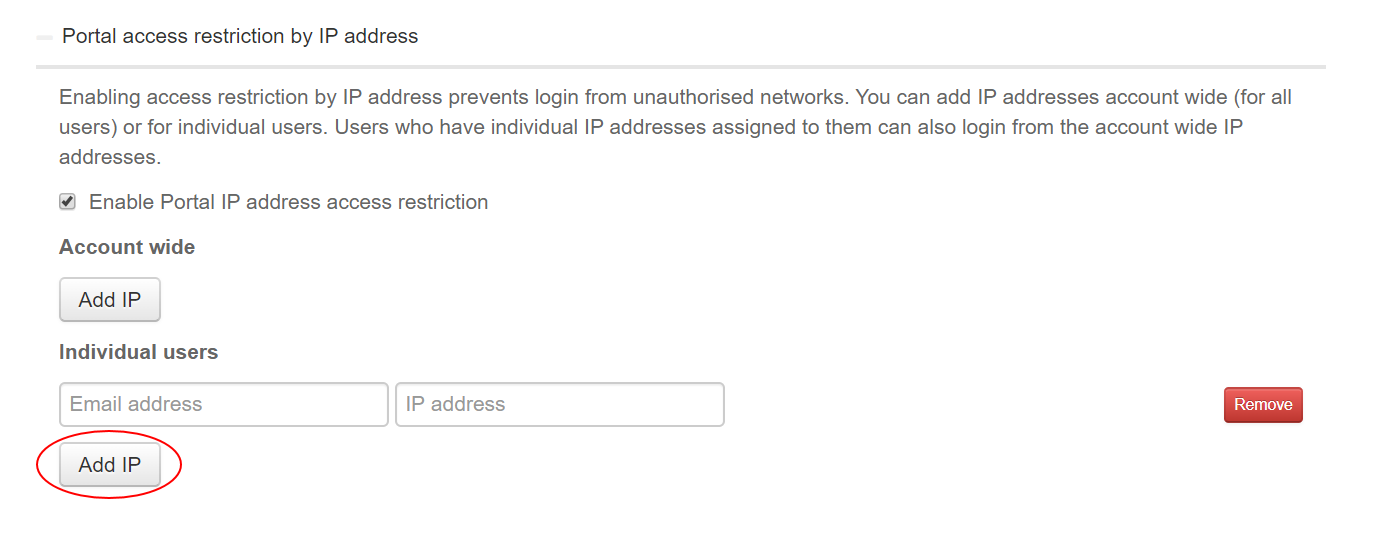 Portal access restriction by IP address
Enabling access restriction by IP address prevents login from unauthorised networks. You can add IP addresses account wide (for all
users) or for individual users. Users who have individual IP addresses assigned to them can also login from the account wide IP
addresses.
Enable Portal IP address access restriction
Account wide
Add IP
Individual users
Email address IP address Remove
Add IP